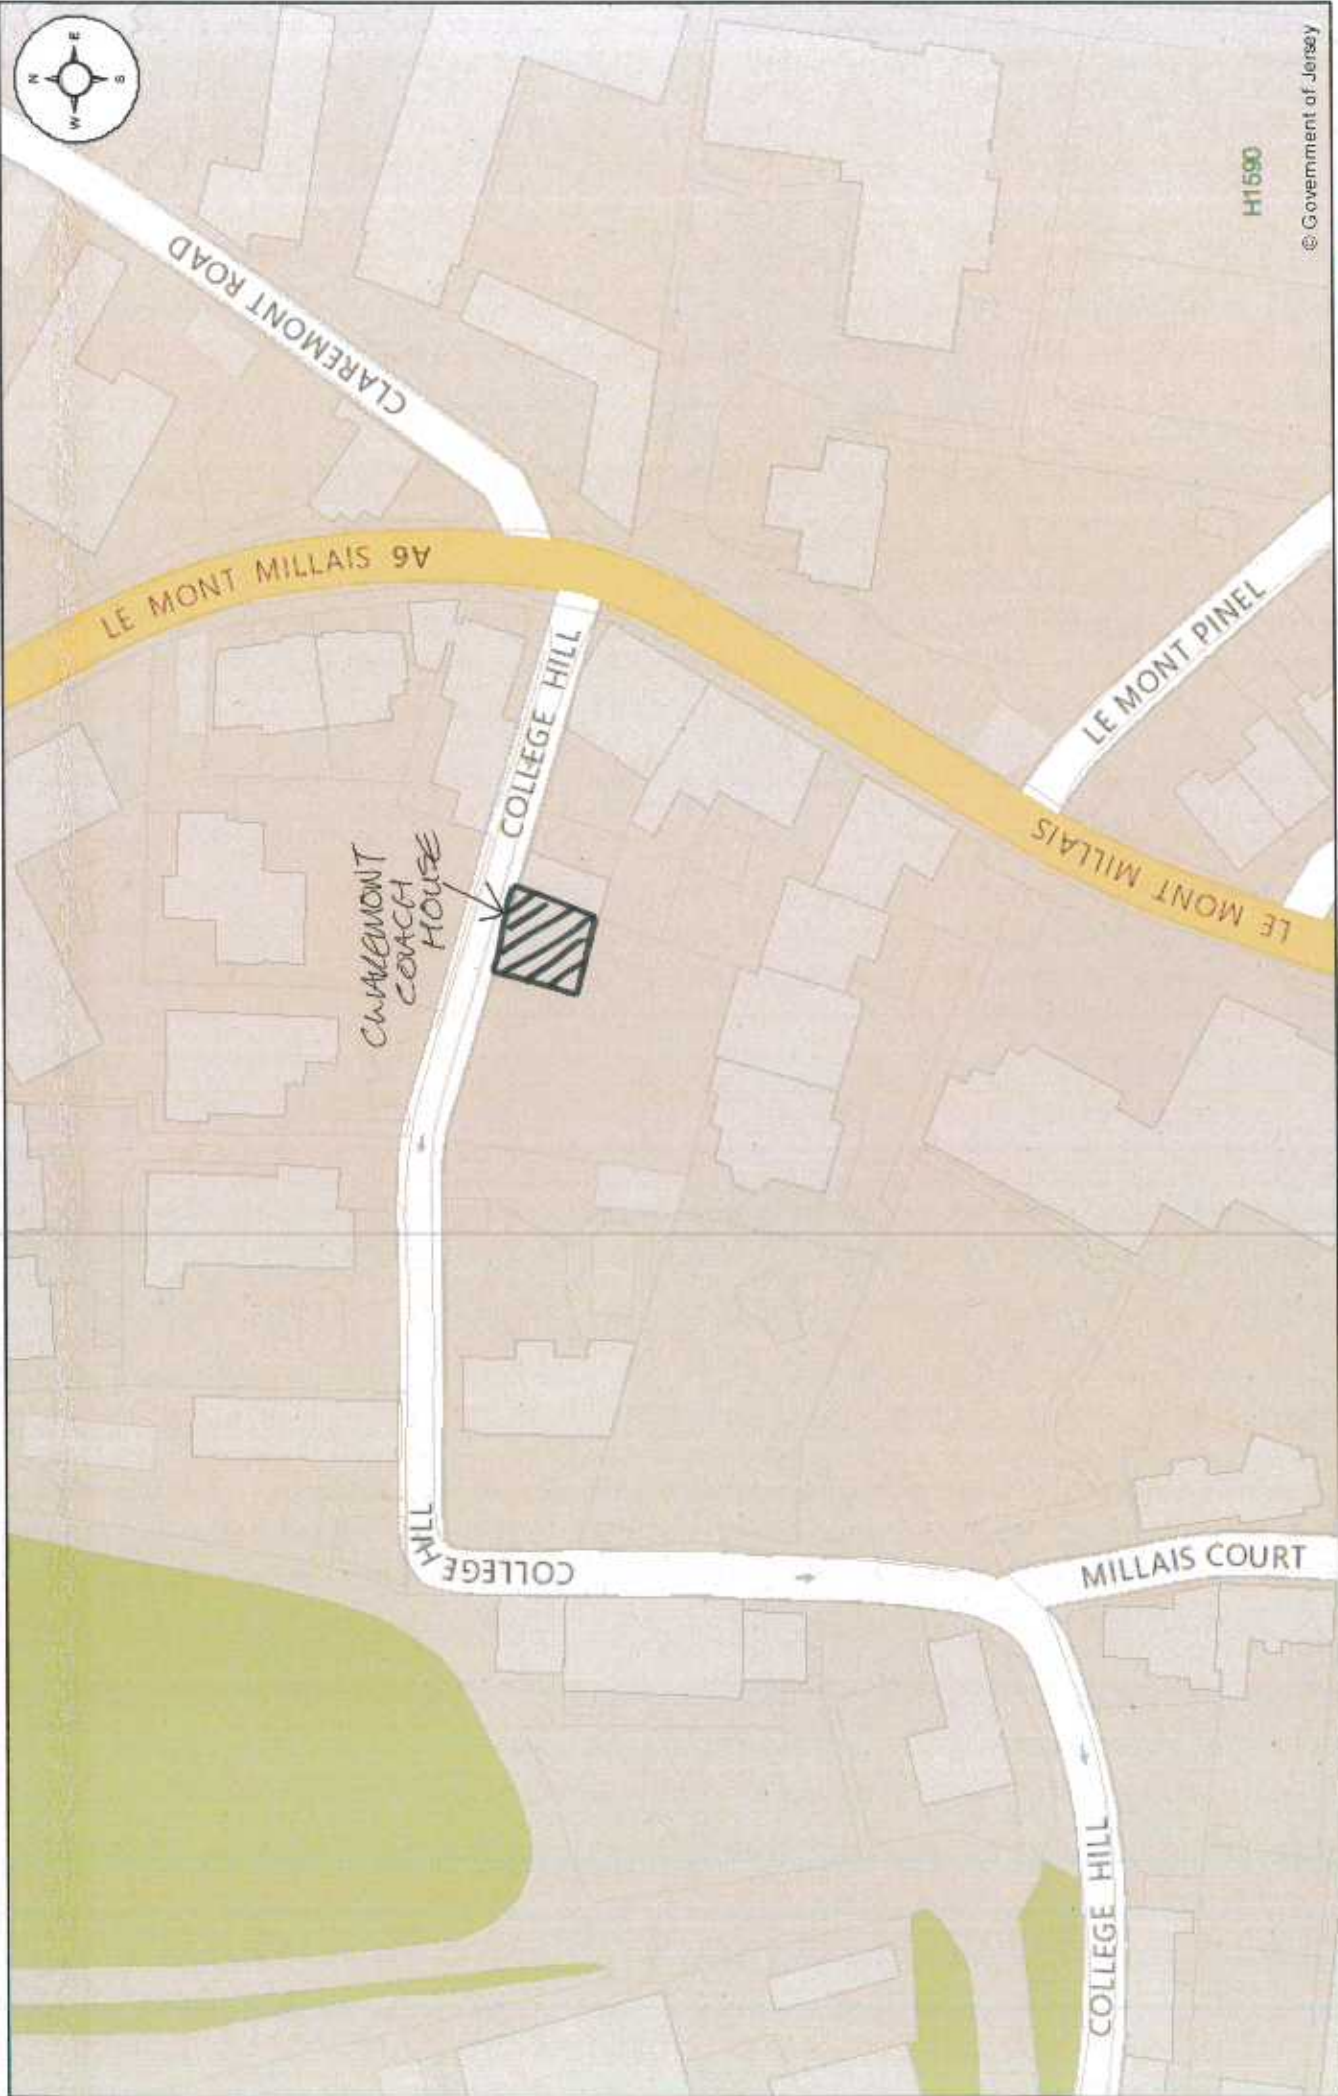 N
W E
S
CLAREMONT ROAD
LE MONT MILLAIS A6
CLAREMONT
COACH
HOUSE
COLLEGE HILL
COLLEGE HILL
LE MONT PINEL
LE MONT MILLAIS
MILLAIS COURT
COLLEGE HILL
H1590
© Government of Jersey